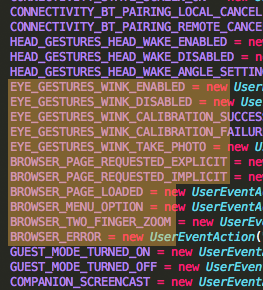 CONNECTIVITY_BT_PAIRING_LOCAL_CANCEL
CONNECTIVITY_BT_PAIRING_REMOTE_CANCE
HEAD_GESTURES_HEAD_WAKE_ENABLED = ne
HEAD_GESTURES_HEAD_WAKE_DISABLED = n
HEAD_GESTURES_HEAD_WAKE_ANGLE_SETTIN
EYE_GESTURES_WINK_ENABLED = new User
EYE_GESTURES_WINK_DISABLED = new Use
EYE_GESTURES_WINK_CALIBRATION_SUCCES
EYE_GESTURES_WINK_CALIBRATION_FAILUR
EYE_GESTURES_WINK_TAKE_PHOTO = new U
BROWSER_PAGE_REQUESTED_EXPLICIT = ne
BROWSER_PAGE_REQUESTED_IMPLICIT = ne
BROWSER_PAGE_LOADED = new UserEventA
BROWSER_MENU_OPTION = new UserEventA
BROWSER_TWO_FINGER_ZOOM = new UserEve
BROWSER_ERROR = new UserEventAction(
GUEST_MODE_TURNED_ON = new UserEvent
GUEST_MODE_TURNED_OFF = new UserEven
COMPANION_SCREENCAST = new UserEvent